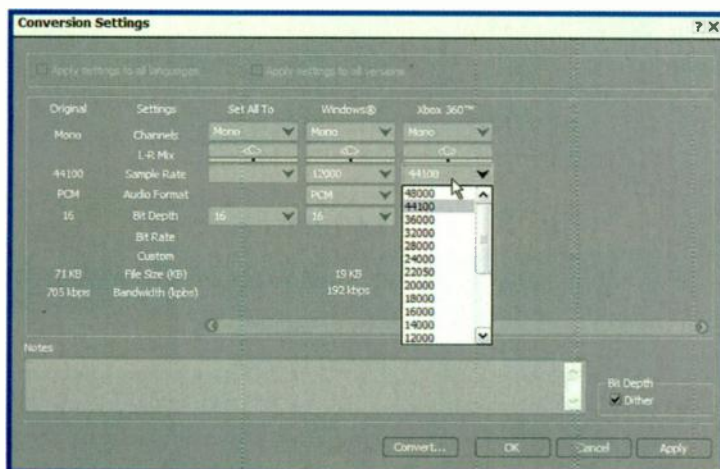 Conversion Settings ? X
Apply settings to all languages Apply settings to all versions
Original Settings Set All To Windows® Xbox 360™
Mono Channels Mono Mono Mono
L-R Mix
44100 Sample Rate 12000 44100
PCM Audio Format PCM
16 Bit Depth 16 16
Bit Rate
Custom
71 KB File Size (KB) 19 KB
705 kbps Bandwidth (kpbs) 192 kbps
48000
44100
36000
32000
28000
24000
22050
20000
18000
16000
14000
12000
Notes
Bit Depth
Dither
Convert... OK Cancel Apply